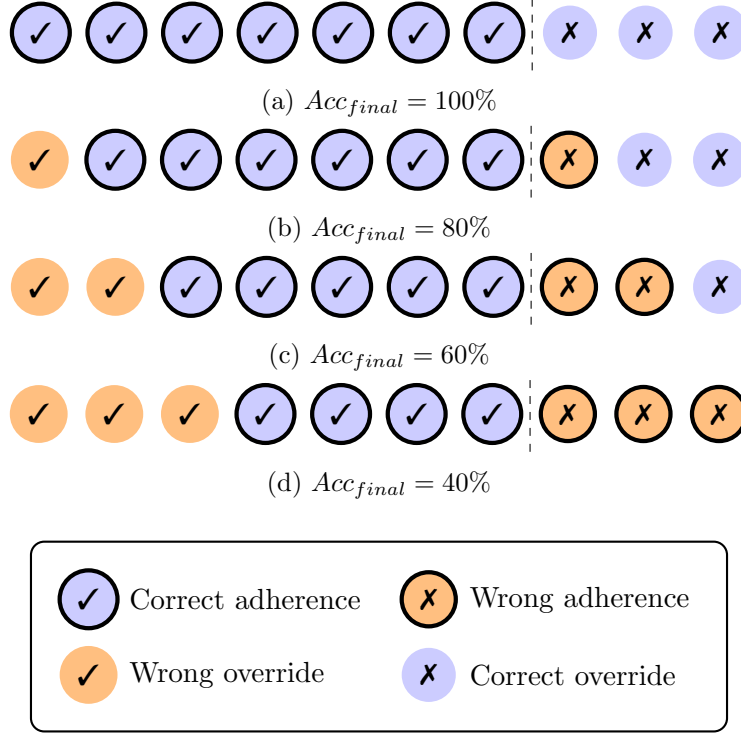 ✓ ✓ ✓ ✓ ✓ ✓ ✓ ✗ ✗ ✗
(a) Acc_final = 100%
✓ ✓ ✓ ✓ ✓ ✓ ✓ ✗ ✗ ✗
(b) Acc_final = 80%
✓ ✓ ✓ ✓ ✓ ✓ ✓ ✗ ✗ ✗
(c) Acc_final = 60%
✓ ✓ ✓ ✓ ✓ ✓ ✓ ✗ ✗ ✗
(d) Acc_final = 40%
✓ Correct adherence ✗ Wrong adherence
✓ Wrong override ✗ Correct override